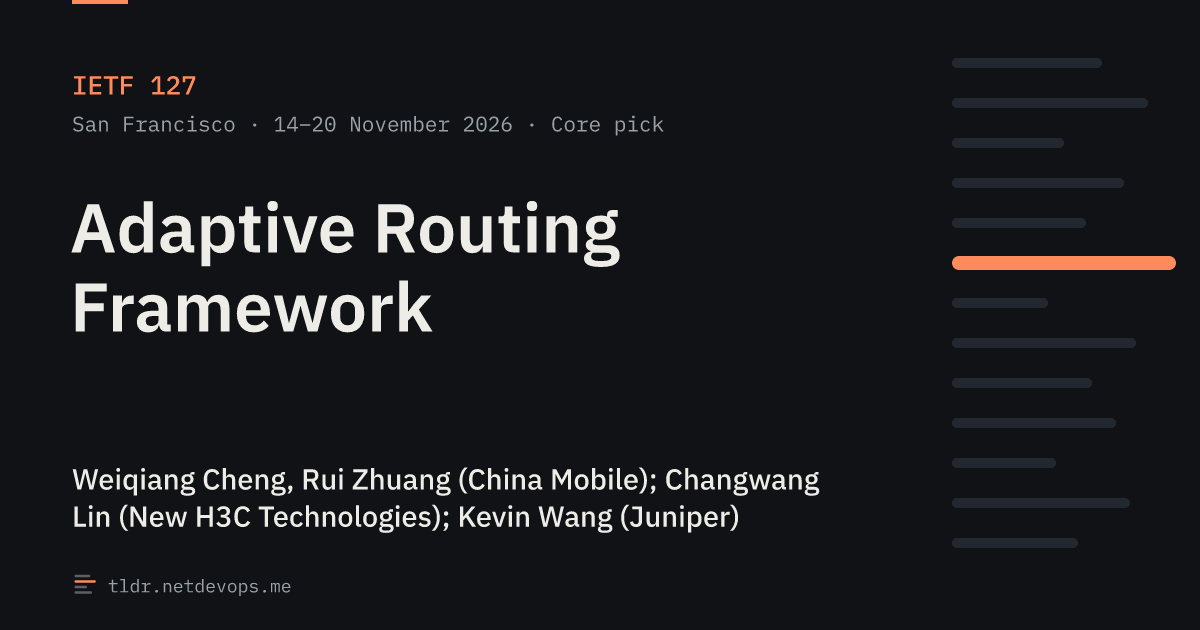 IETF 127
San Francisco · 14–20 November 2026 · Core pick
Adaptive Routing
Framework
Weiqiang Cheng, Rui Zhuang (China Mobile); Changwang
Lin (New H3C Technologies); Kevin Wang (Juniper)
tldr.netdevops.me